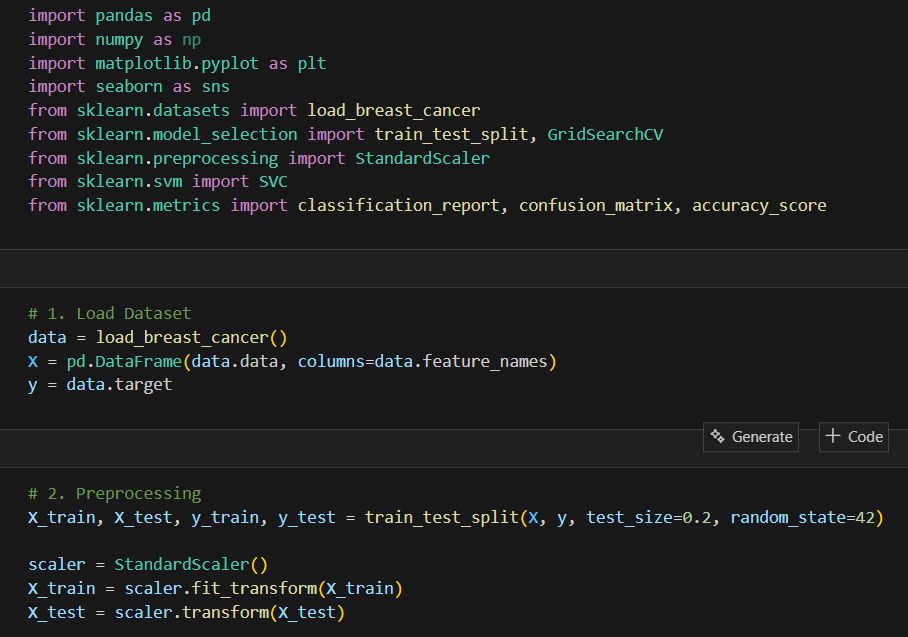 import pandas as pd
import numpy as np
import matplotlib.pyplot as plt
import seaborn as sns
from sklearn.datasets import load_breast_cancer
from sklearn.model_selection import train_test_split, GridSearchCV
from sklearn.preprocessing import StandardScaler
from sklearn.svm import SVC
from sklearn.metrics import classification_report, confusion_matrix, accuracy_score
# 1. Load Dataset
data = load_breast_cancer()
X = pd.DataFrame(data.data, columns=data.feature_names)
y = data.target
Generate + Code
# 2. Preprocessing
X_train, X_test, y_train, y_test = train_test_split(X, y, test_size=0.2, random_state=42)
scaler = StandardScaler()
X_train = scaler.fit_transform(X_train)
X_test = scaler.transform(X_test)